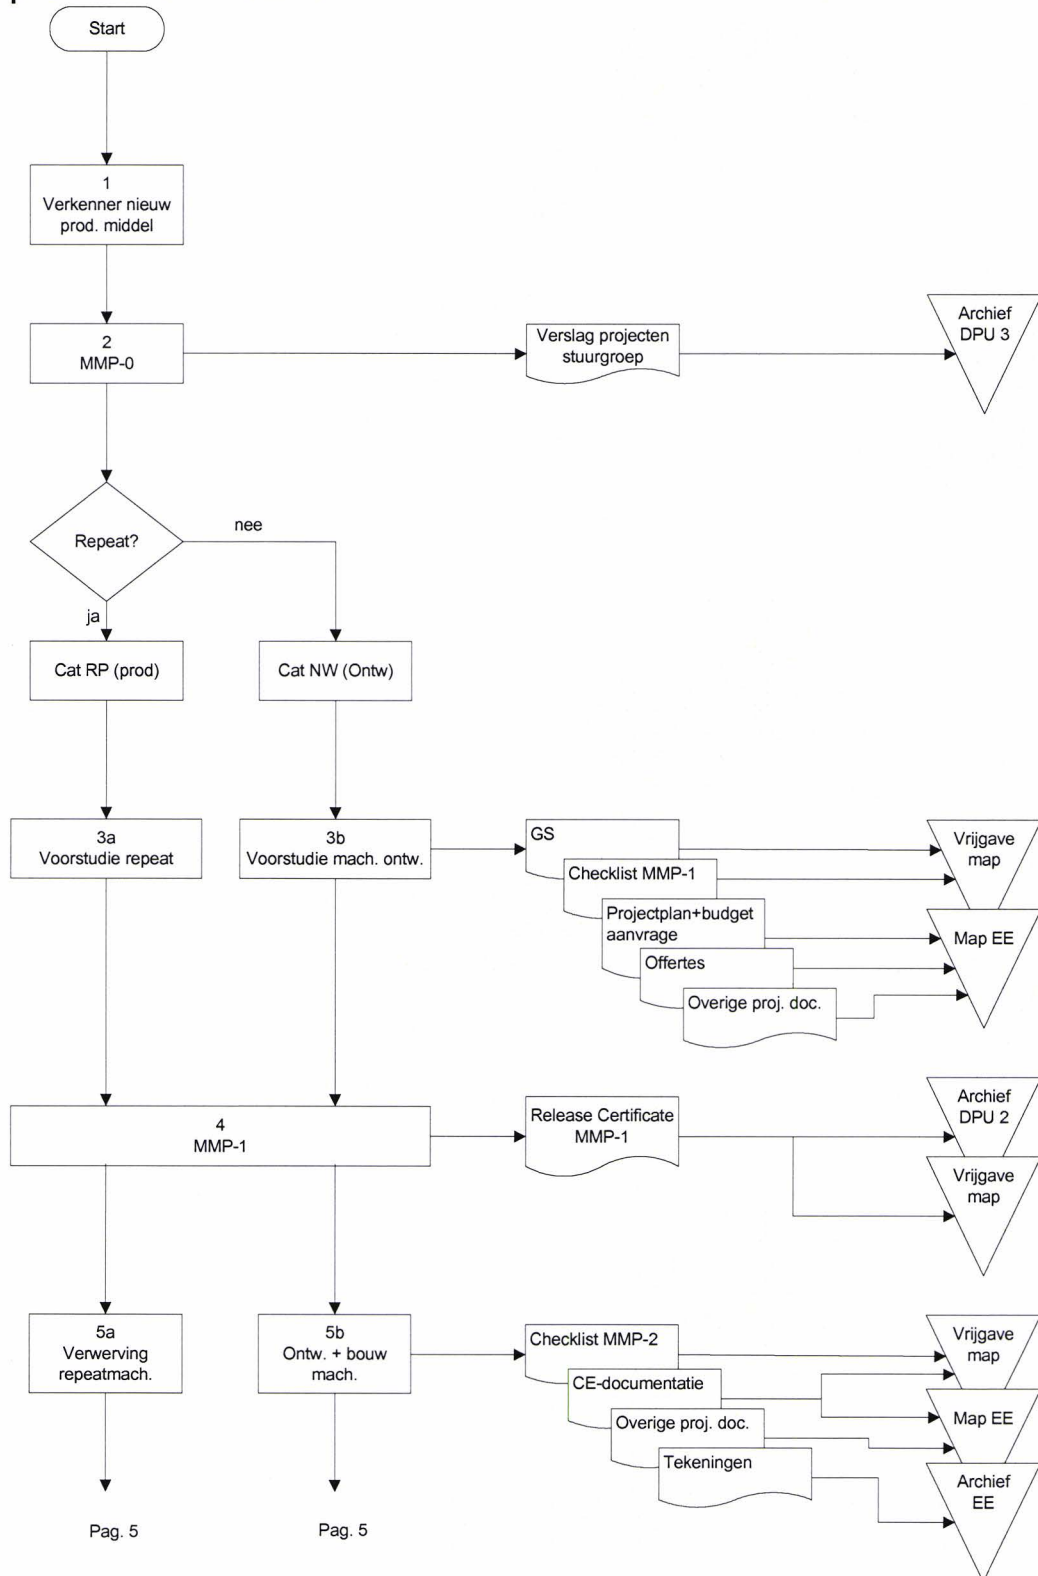 Start
1
Verkenner nieuw
prod. middel
2
MMP-0
Verslag projecten
stuurgroep
Archief
DPU 3
Repeat?
nee
ja
Cat RP (prod)
Cat NW (Ontw)
3a
Voorstudie repeat
3b
Voorstudie mach. ontw.
GS
Checklist MMP-1
Projectplan+budget
aanvrage
Offertes
Overige proj. doc.
Vrijgave
map
Map EE
4
MMP-1
Release Certificate
MMP-1
Archief
DPU 2
Vrijgave
map
5a
Verwerving
repeatmach.
5b
Ontw. + bouw
mach.
Checklist MMP-2
CE-documentatie
Overige proj. doc.
Tekeningen
Vrijgave
map
Map EE
Archief
EE
Pag. 5
Pag. 5